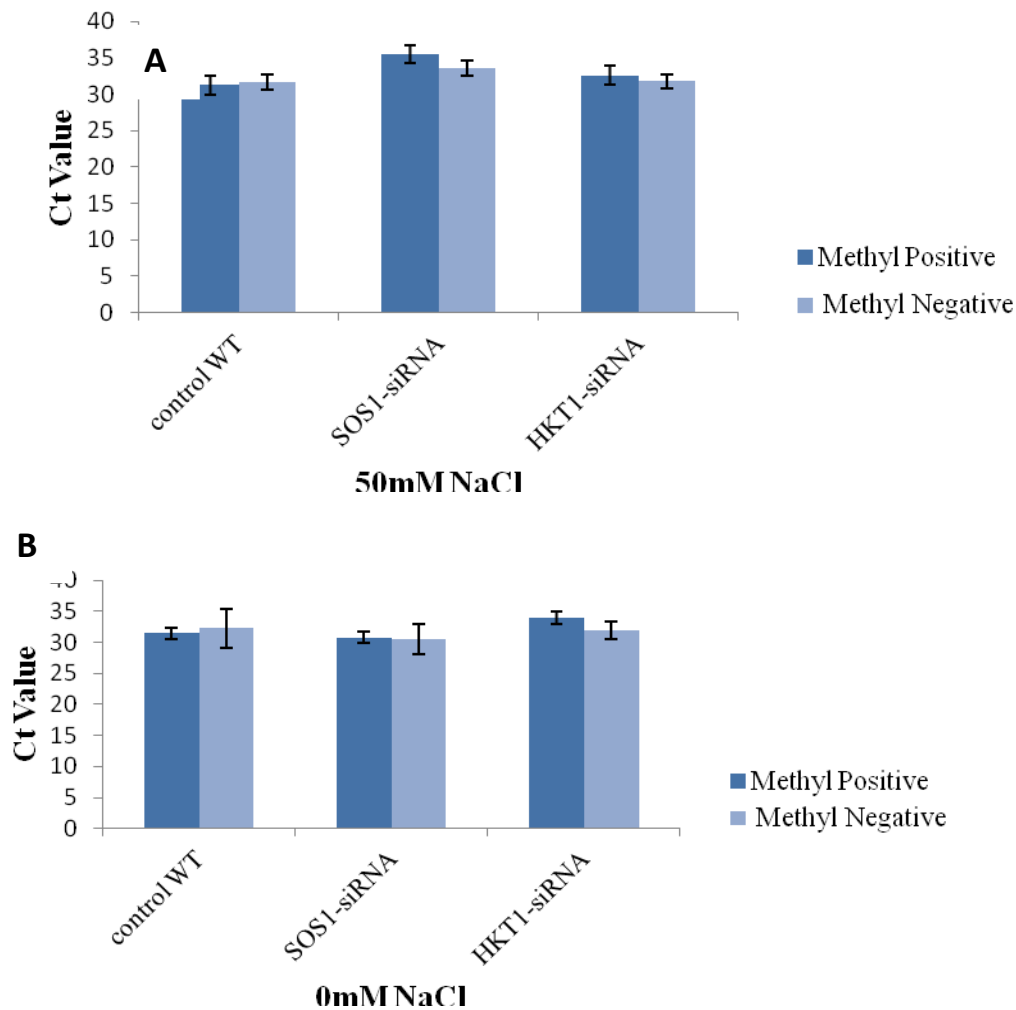 A
40
35
30
25
20
15
10
5
0
Ct Value
control WT
SOS1-siRNA
HKT1-siRNA
50mM NaCl
Methyl Positive
Methyl Negative
B
40
35
30
25
20
15
10
5
0
Ct Value
control WT
SOS1-siRNA
HKT1-siRNA
0mM NaCl
Methyl Positive
Methyl Negative